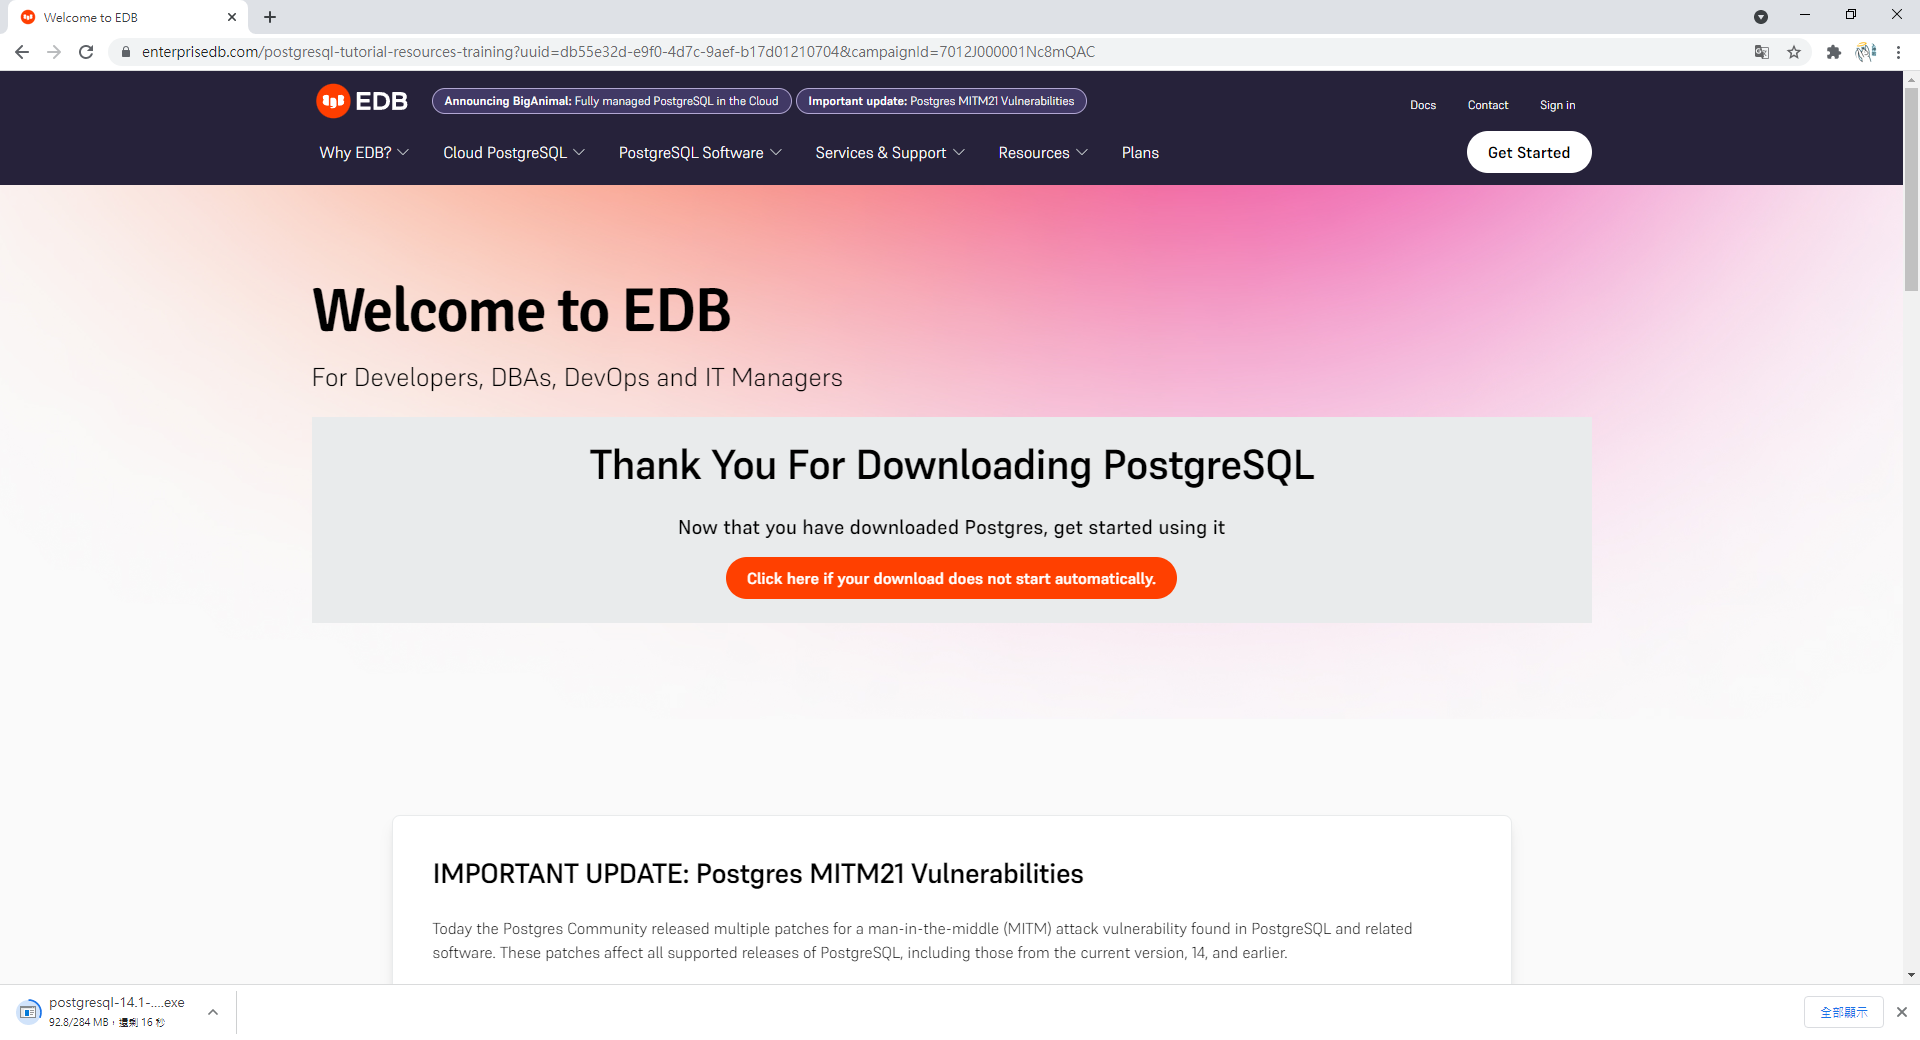 Welcome to EDB
enterprisedb.com/postgresql-tutorial-resources-training?uuid=db55e32d-e9f0-4d7c-9aef-b17d01210704&campaignId=7012J000001Nc8mQAC
EDB
Announcing BigAnimal: Fully managed PostgreSQL in the Cloud
Important update: Postgres MITM21 Vulnerabilities
Docs
Contact
Sign in
Why EDB?
Cloud PostgreSQL
PostgreSQL Software
Services & Support
Resources
Plans
Get Started
Welcome to EDB
For Developers, DBAs, DevOps and IT Managers
Thank You For Downloading PostgreSQL
Now that you have downloaded Postgres, get started using it
Click here if your download does not start automatically.
IMPORTANT UPDATE: Postgres MITM21 Vulnerabilities
Today the Postgres Community released multiple patches for a man-in-the-middle (MITM) attack vulnerability found in PostgreSQL and related
software. These patches affect all supported releases of PostgreSQL, including those from the current version, 14, and earlier.
postgresql-14.1-....exe
92.8/284 MB，還剩 16 秒
全部顯示